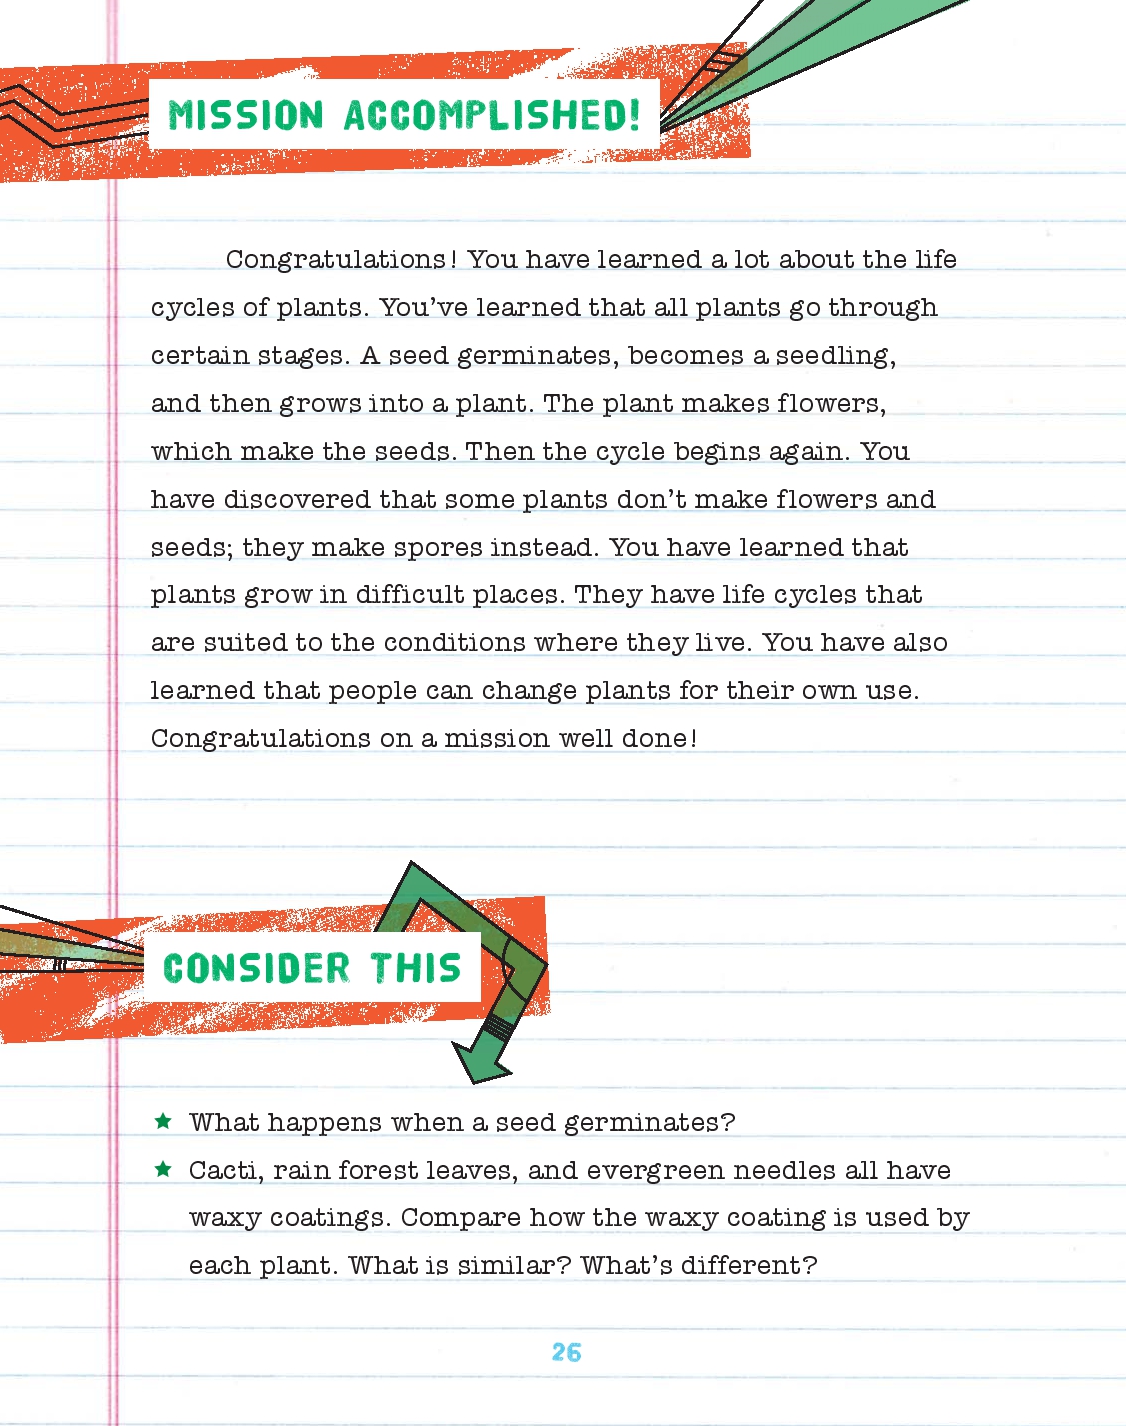 MISSION ACCOMPLISHED!
Congratulations! You have learned a lot about the life
cycles of plants. You’ve learned that all plants go through
certain stages. A seed germinates, becomes a seedling,
and then grows into a plant. The plant makes flowers,
which make the seeds. Then the cycle begins again. You
have discovered that some plants don’t make flowers and
seeds; they make spores instead. You have learned that
plants grow in difficult places. They have life cycles that
are suited to the conditions where they live. You have also
learned that people can change plants for their own use.
Congratulations on a mission well done!
CONSIDER THIS
★ What happens when a seed germinates?
★ Cacti, rain forest leaves, and evergreen needles all have
waxy coatings. Compare how the waxy coating is used by
each plant. What is similar? What’s different?
26